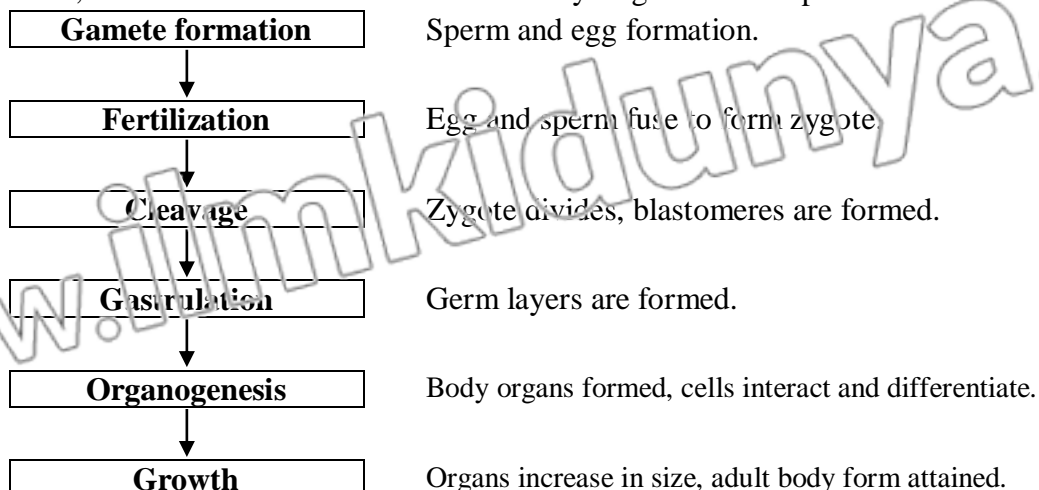 Gamete formation Sperm and egg formation.
Fertilization Egg and sperm fuse to form zygote.
Cleavage Zygote divides, blastomeres are formed.
Gastrulation Germ layers are formed.
Organogenesis Body organs formed, cells interact and differentiate.
Growth Organs increase in size, adult body form attained.
w.ilmkidunya.